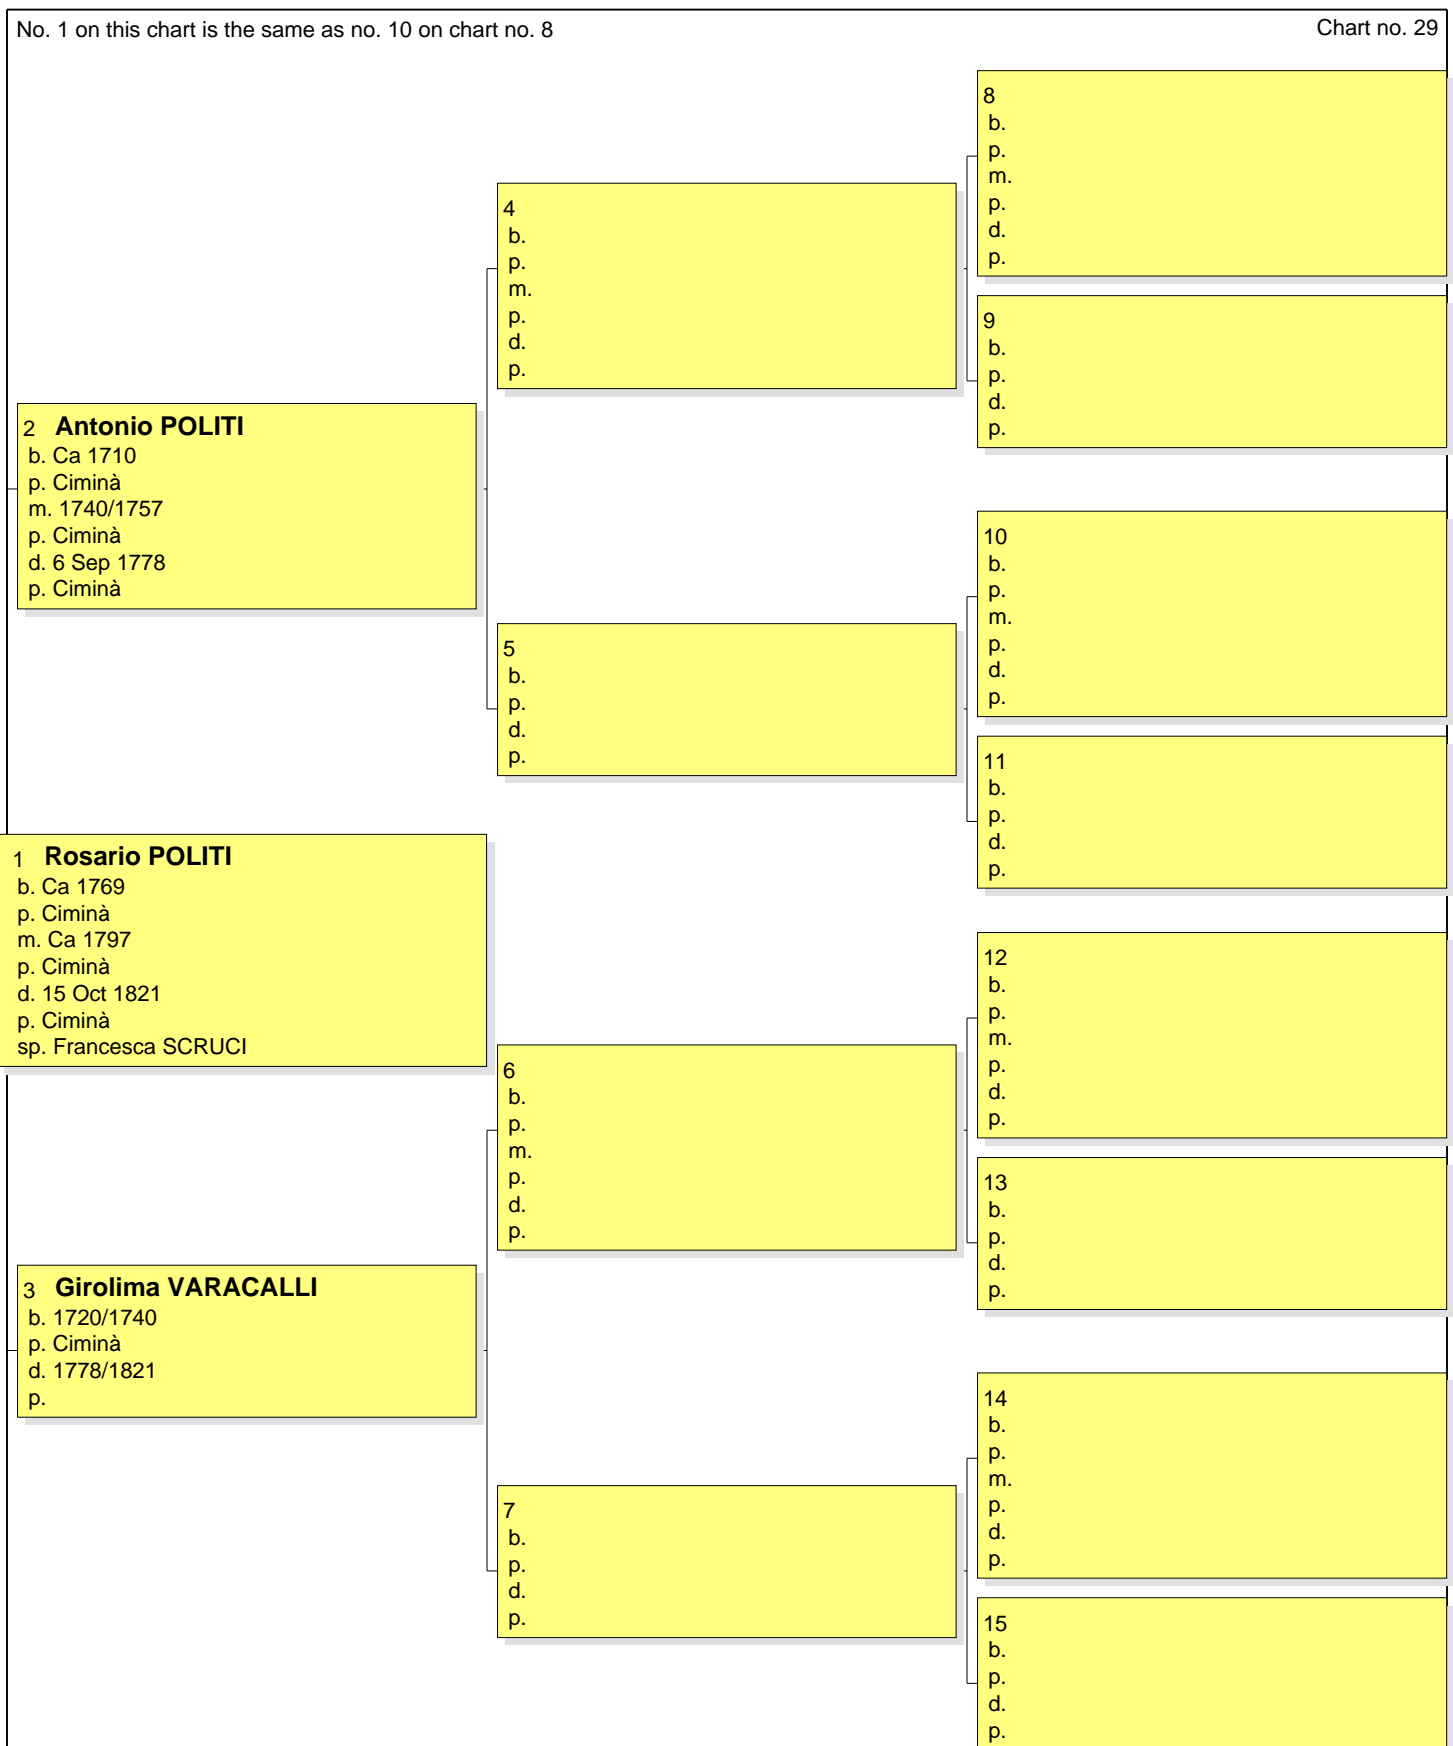 No. 1 on this chart is the same as no. 10 on chart no. 8
Chart no. 29
8
b.
p.
m.
p.
d.
p.
4
b.
p.
m.
p.
d.
p.
9
b.
p.
d.
p.
2 Antonio POLITI
b. Ca 1710
p. Ciminà
m. 1740/1757
p. Ciminà
d. 6 Sep 1778
p. Ciminà
10
b.
p.
m.
p.
d.
p.
5
b.
p.
d.
p.
11
b.
p.
d.
p.
1 Rosario POLITI
b. Ca 1769
p. Ciminà
m. Ca 1797
p. Ciminà
d. 15 Oct 1821
p. Ciminà
sp. Francesca SCRUCI
12
b.
p.
m.
p.
d.
p.
6
b.
p.
m.
p.
d.
p.
13
b.
p.
d.
p.
3 Girolima VARACALLI
b. 1720/1740
p. Ciminà
d. 1778/1821
p.
14
b.
p.
m.
p.
d.
p.
7
b.
p.
d.
p.
15
b.
p.
d.
p.